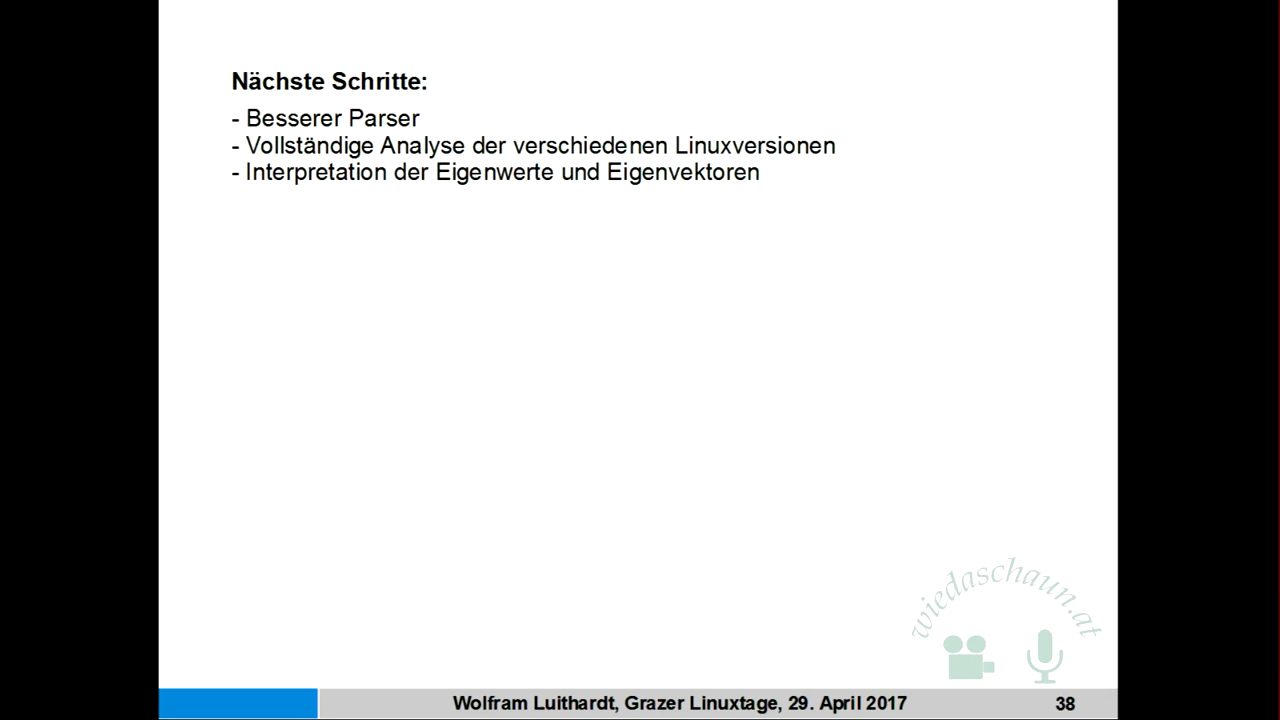 Nächste Schritte:
- Besserer Parser
- Vollständige Analyse der verschiedenen Linuxversionen
- Interpretation der Eigenwerte und Eigenvektoren
wiedaschaun.at
Wolfram Luithardt, Grazer Linuxtage, 29. April 2017
38